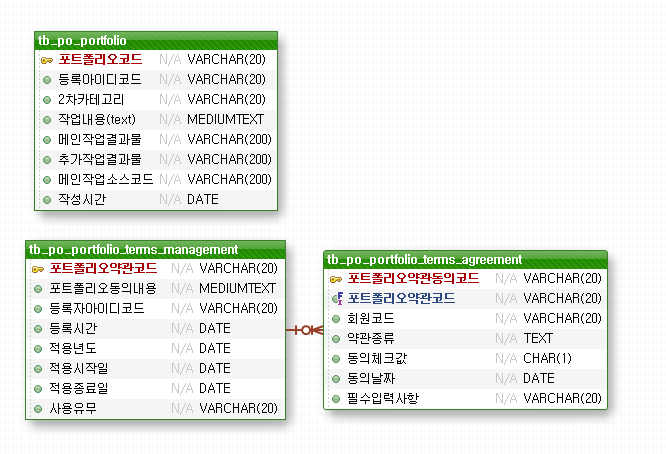 tb_po_portfolio
포트폴리오코드 N/A VARCHAR(20)
등록아이디코드 N/A VARCHAR(20)
2차카테고리 N/A VARCHAR(20)
작업내용(text) N/A MEDIUMTEXT
메인작업결과물 N/A VARCHAR(200)
추가작업결과물 N/A VARCHAR(200)
메인작업소스코드 N/A VARCHAR(200)
작성시간 N/A DATE
tb_po_portfolio_terms_management
포트폴리오약관코드 N/A VARCHAR(20)
포트폴리오동의내용 N/A MEDIUMTEXT
등록자아이디코드 N/A VARCHAR(20)
등록시간 N/A DATE
적용년도 N/A DATE
적용시작일 N/A DATE
적용종료일 N/A DATE
사용유무 N/A VARCHAR(20)
tb_po_portfolio_terms_agreement
포트폴리오약관동의코드 N/A VARCHAR(20)
포트폴리오약관코드 N/A VARCHAR(20)
회원코드 N/A VARCHAR(20)
약관종류 N/A TEXT
동의체크값 N/A CHAR(1)
동의날짜 N/A DATE
필수입력사항 N/A VARCHAR(20)